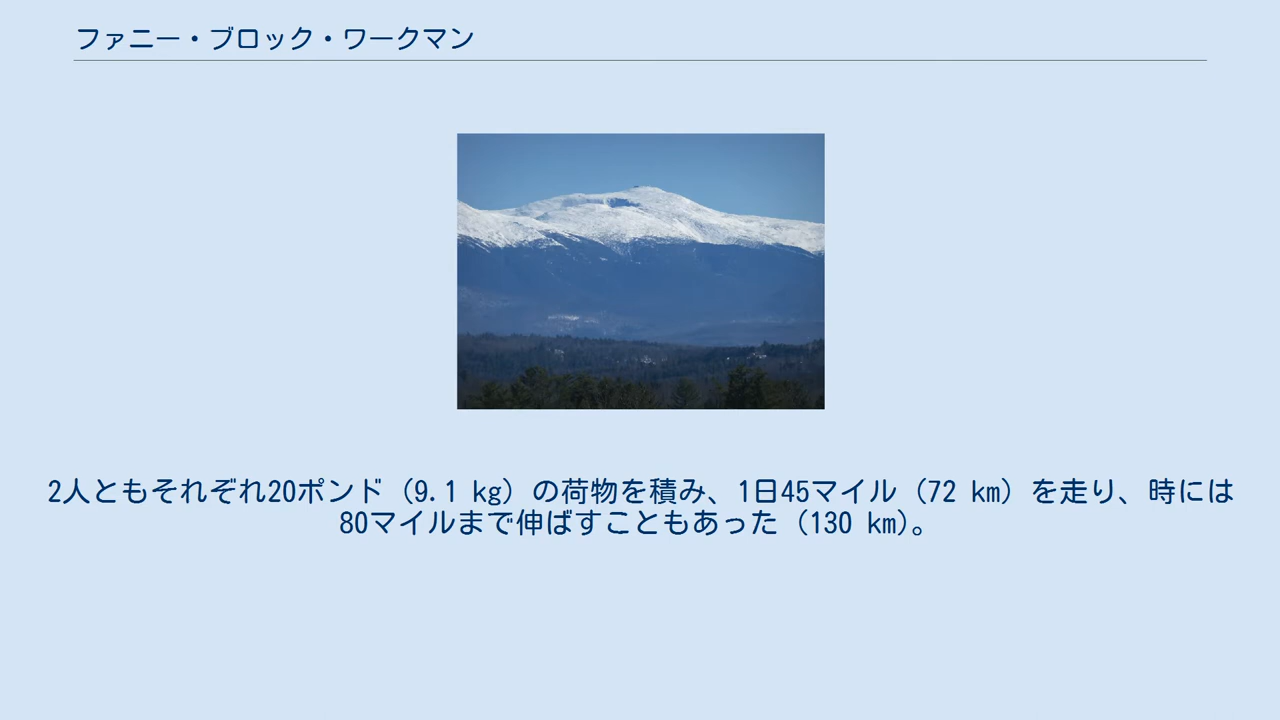 ファニー・ブロック・ワークマン
2人ともそれぞれ20ポンド（9.1 kg）の荷物を積み、1日45マイル（72 km）を走り、時には
80マイルまで伸ばすこともあった（130 km）。